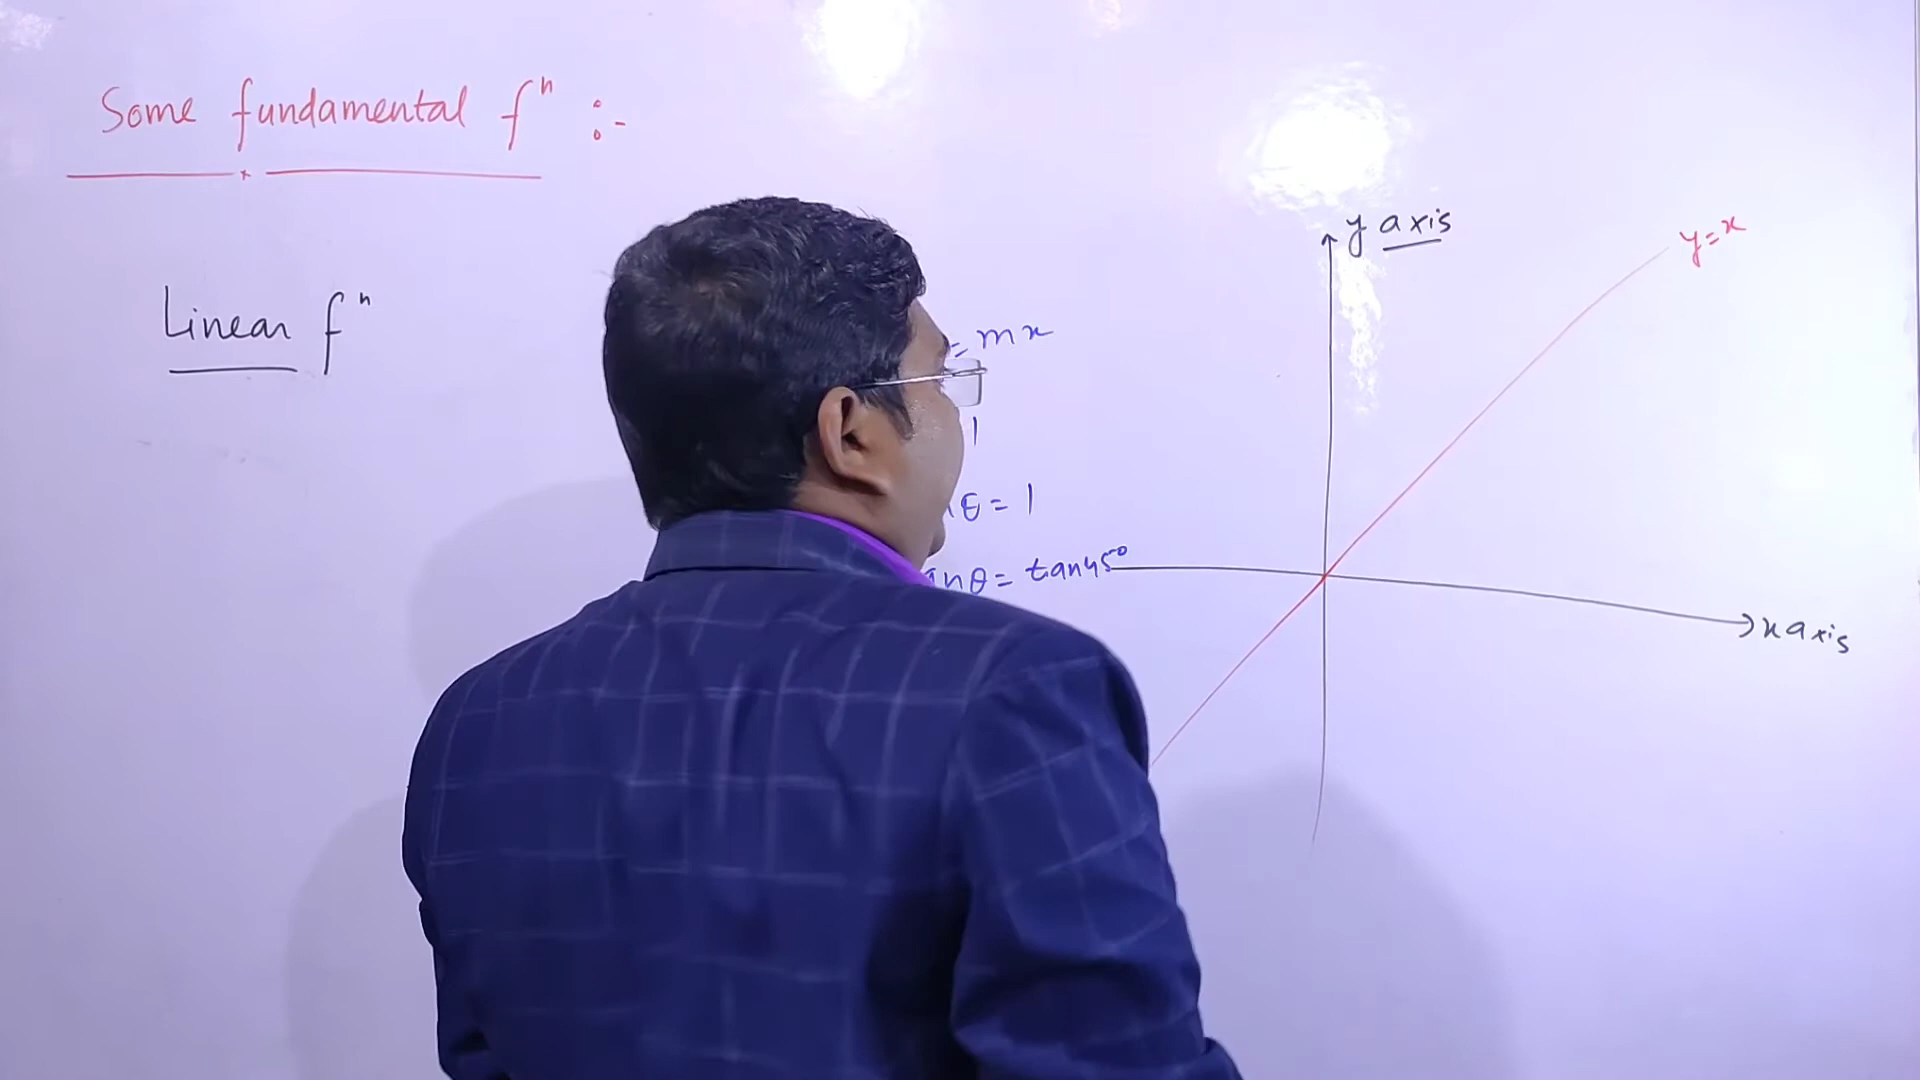 Some fundamental fⁿ :-
Linear fⁿ
= mx
1
θ = 1
anθ = tan45°
y axis
y=x
x axis